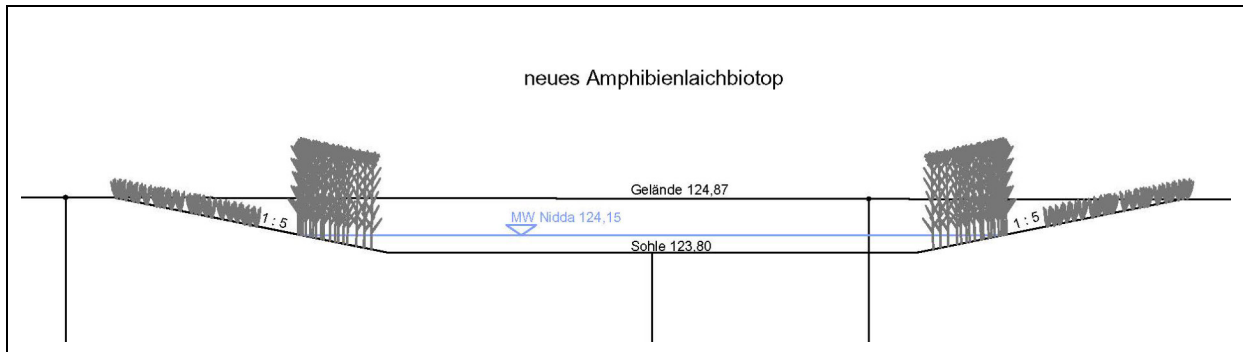 neues Amphibienlaichbiotop
Gelände 124,87
MW Nidda 124,15
1 : 5
1 : 5
Sohle 123,80